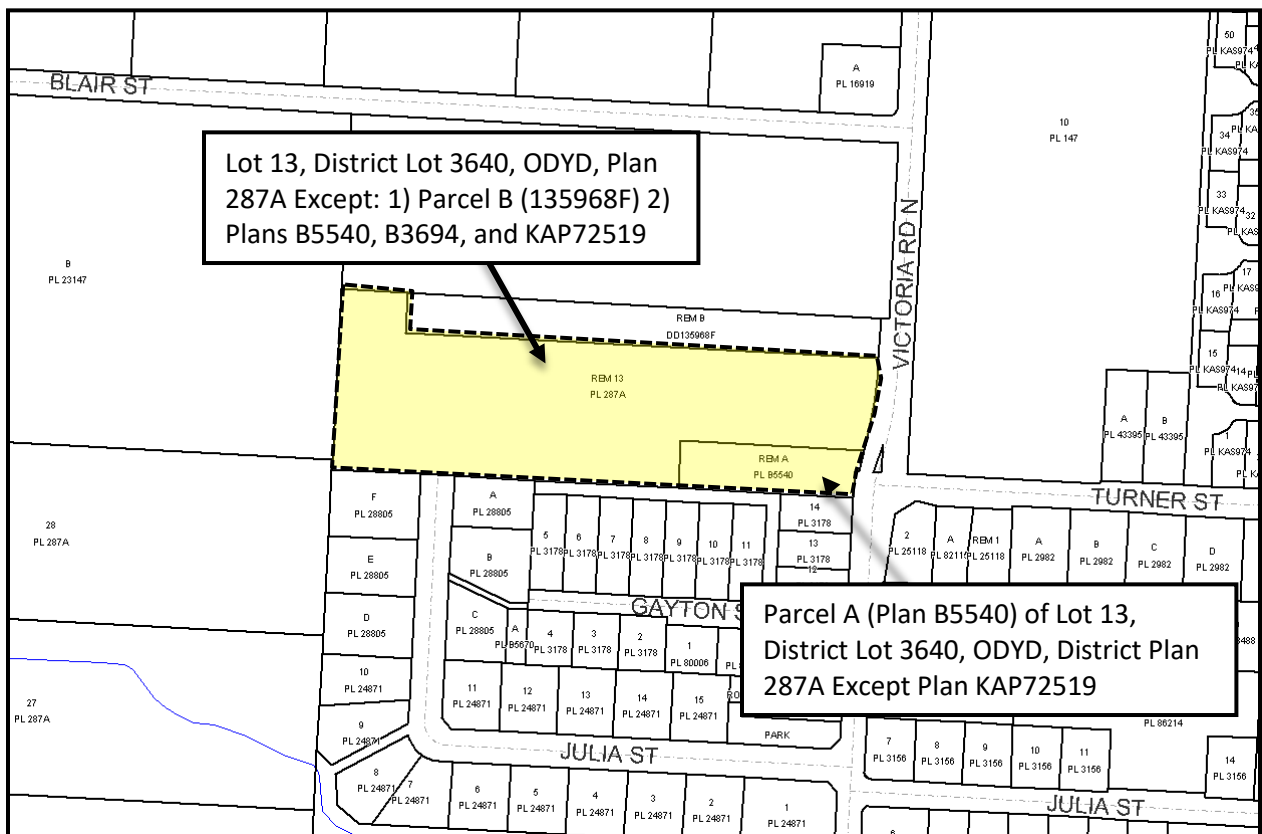 50
PL KAS974
A
PL 16919
BLAIR ST
10
PL 147
34
PL KAS974
33
PL KAS974
32
PL KAS974
Lot 13, District Lot 3640, ODYD, Plan
287A Except: 1) Parcel B (135968F) 2)
Plans B5540, B3694, and KAP72519
VICTORIA RD N
B
PL 23147
17
16
PL KAS974
15
PL KAS974
14
REM B
DD135968F
REM 13
PL 287A
A
PL 43395
B
PL 43395
1
PL KAS974
REM A
PL B5540
TURNER ST
F
PL 28805
A
PL 28805
14
PL 3178
13
PL 3178
12
5
PL 3178
6
PL 3178
7
PL 3178
8
PL 3178
9
PL 3178
10
PL 3178
11
PL 3178
2
PL 25118
A
PL 82115
REM 1
PL 25118
A
PL 2982
B
PL 2982
C
PL 2982
D
PL 2982
28
PL 287A
E
PL 28805
B
PL 28805
GAYTON S
Parcel A (Plan B5540) of Lot 13,
District Lot 3640, ODYD, District Plan
287A Except Plan KAP72519
D
PL 28805
C
PL 28805
A
PL B5670
4
PL 3178
3
PL 3178
2
PL 3178
1
PL 80006
10
PL 24871
11
PL 24871
12
PL 24871
13
PL 24871
14
PL 24871
15
PL 24871
PARK
PL 86214
27
PL 287A
9
PL 24871
JULIA ST
7
PL 3156
8
PL 3156
9
PL 3156
10
PL 3156
11
PL 3156
14
PL 3156
8
PL 24871
7
PL 24871
6
PL 24871
5
PL 24871
4
PL 24871
3
PL 24871
2
PL 24871
1
PL 24871
JULIA ST